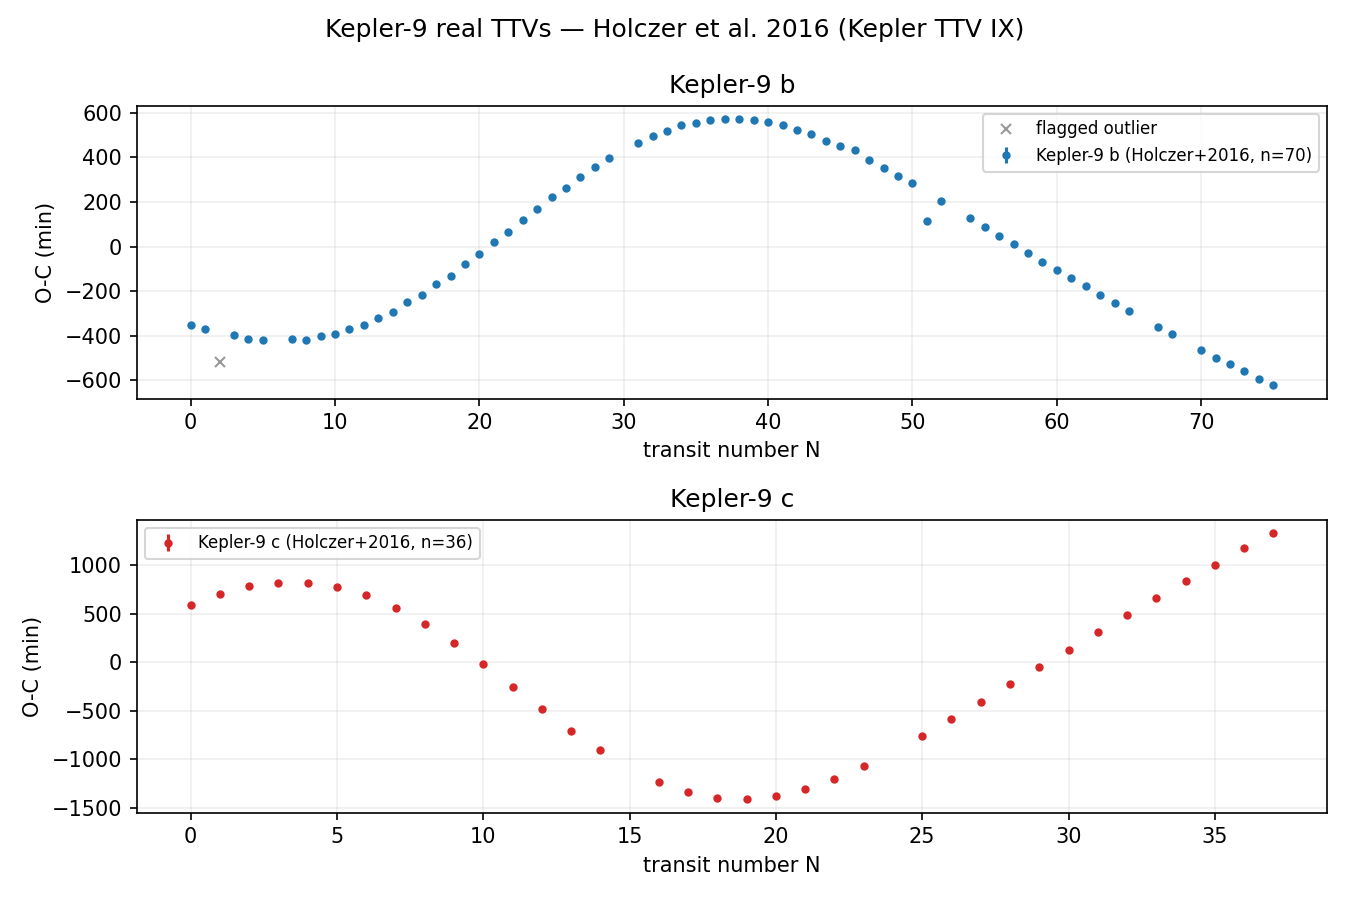 Kepler-9 real TTVs — Holczer et al. 2016 (Kepler TTV IX)
Kepler-9 b
600
400
200
0
−200
−400
−600
O-C (min)
flagged outlier
Kepler-9 b (Holczer+2016, n=70)
0 10 20 30 40 50 60 70
transit number N
Kepler-9 c
1000
500
0
−500
−1000
−1500
O-C (min)
Kepler-9 c (Holczer+2016, n=36)
0 5 10 15 20 25 30 35
transit number N